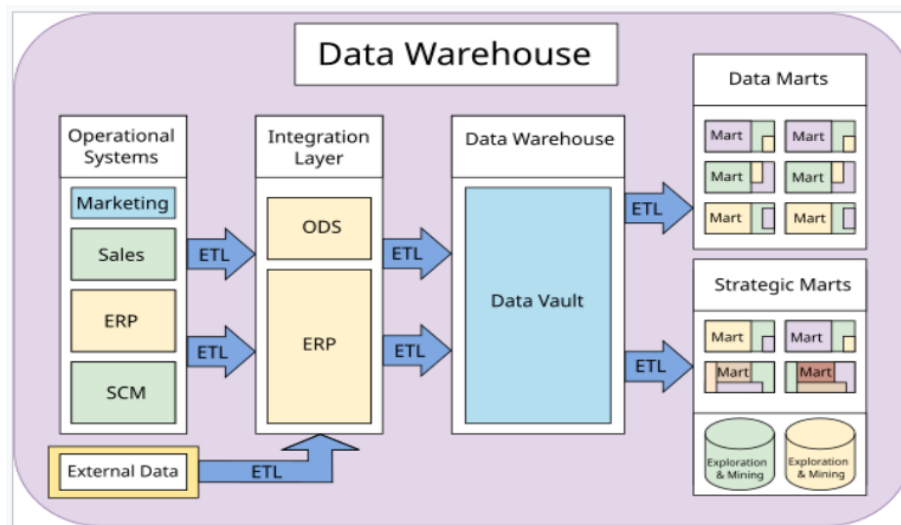 Data Warehouse
Operational
Systems
Marketing
Sales
ERP
SCM
External Data
ETL
ETL
ETL
Integration
Layer
ODS
ERP
ETL
ETL
Data Warehouse
Data Vault
ETL
ETL
Data Marts
Mart
Mart
Mart
Mart
Mart
Mart
Strategic Marts
Mart
Mart
Mart
Mart
Exploration
& Mining
Exploration
& Mining